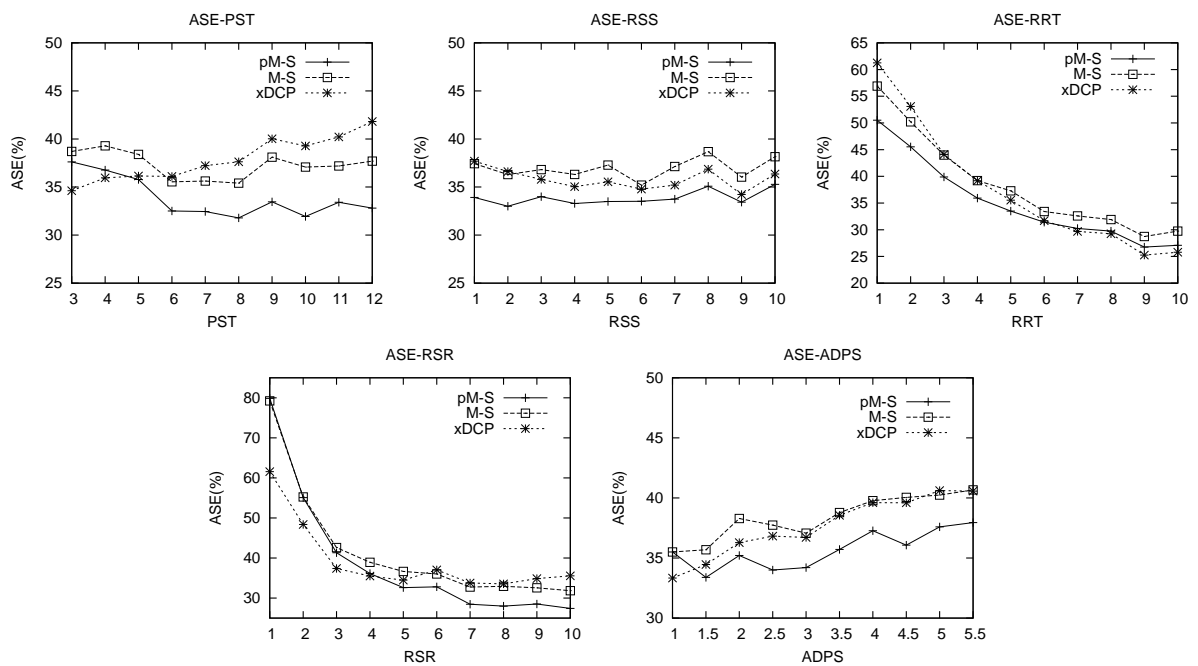 ASE-PST
ASE(%)
50
45
40
35
30
25
3 4 5 6 7 8 9 10 11 12
PST
pM-S
M-S
xDCP
ASE-RSS
ASE(%)
50
45
40
35
30
25
1 2 3 4 5 6 7 8 9 10
RSS
pM-S
M-S
xDCP
ASE-RRT
ASE(%)
65
60
55
50
45
40
35
30
25
20
1 2 3 4 5 6 7 8 9 10
RRT
pM-S
M-S
xDCP
ASE-RSR
ASE(%)
80
70
60
50
40
30
1 2 3 4 5 6 7 8 9 10
RSR
pM-S
M-S
xDCP
ASE-ADPS
ASE(%)
50
45
40
35
30
1 1.5 2 2.5 3 3.5 4 4.5 5 5.5
ADPS
pM-S
M-S
xDCP